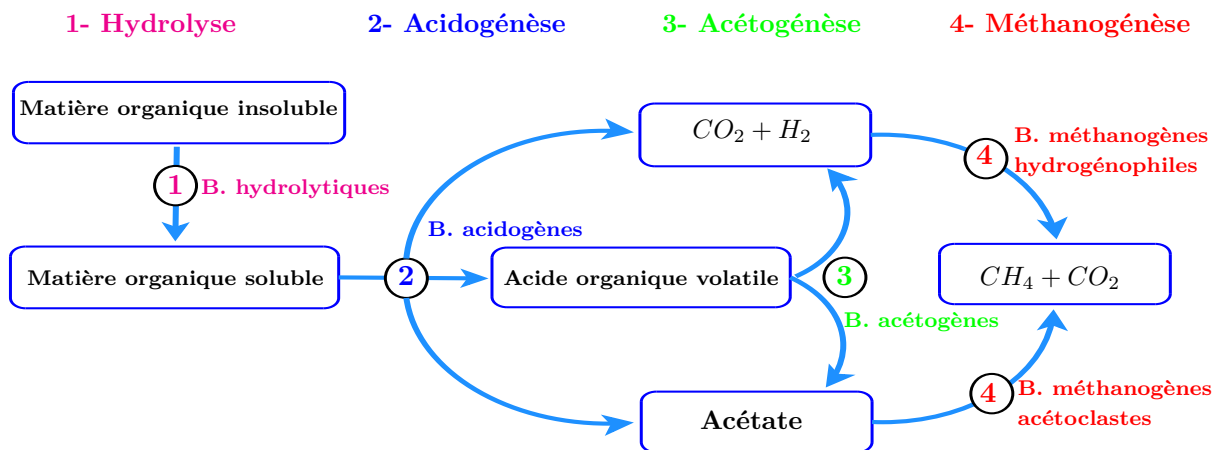 1- Hydrolyse
2- Acidogénèse
3- Acétogénèse
4- Méthanogénèse
Matière organique insoluble
1
B. hydrolytiques
Matière organique soluble
2
B. acidogènes
Acide organique volatile
3
B. acétogènes
CO₂ + H₂
Acétate
4
B. méthanogènes
hydrogénophiles
CH₄ + CO₂
4
B. méthanogènes
acétoclastes